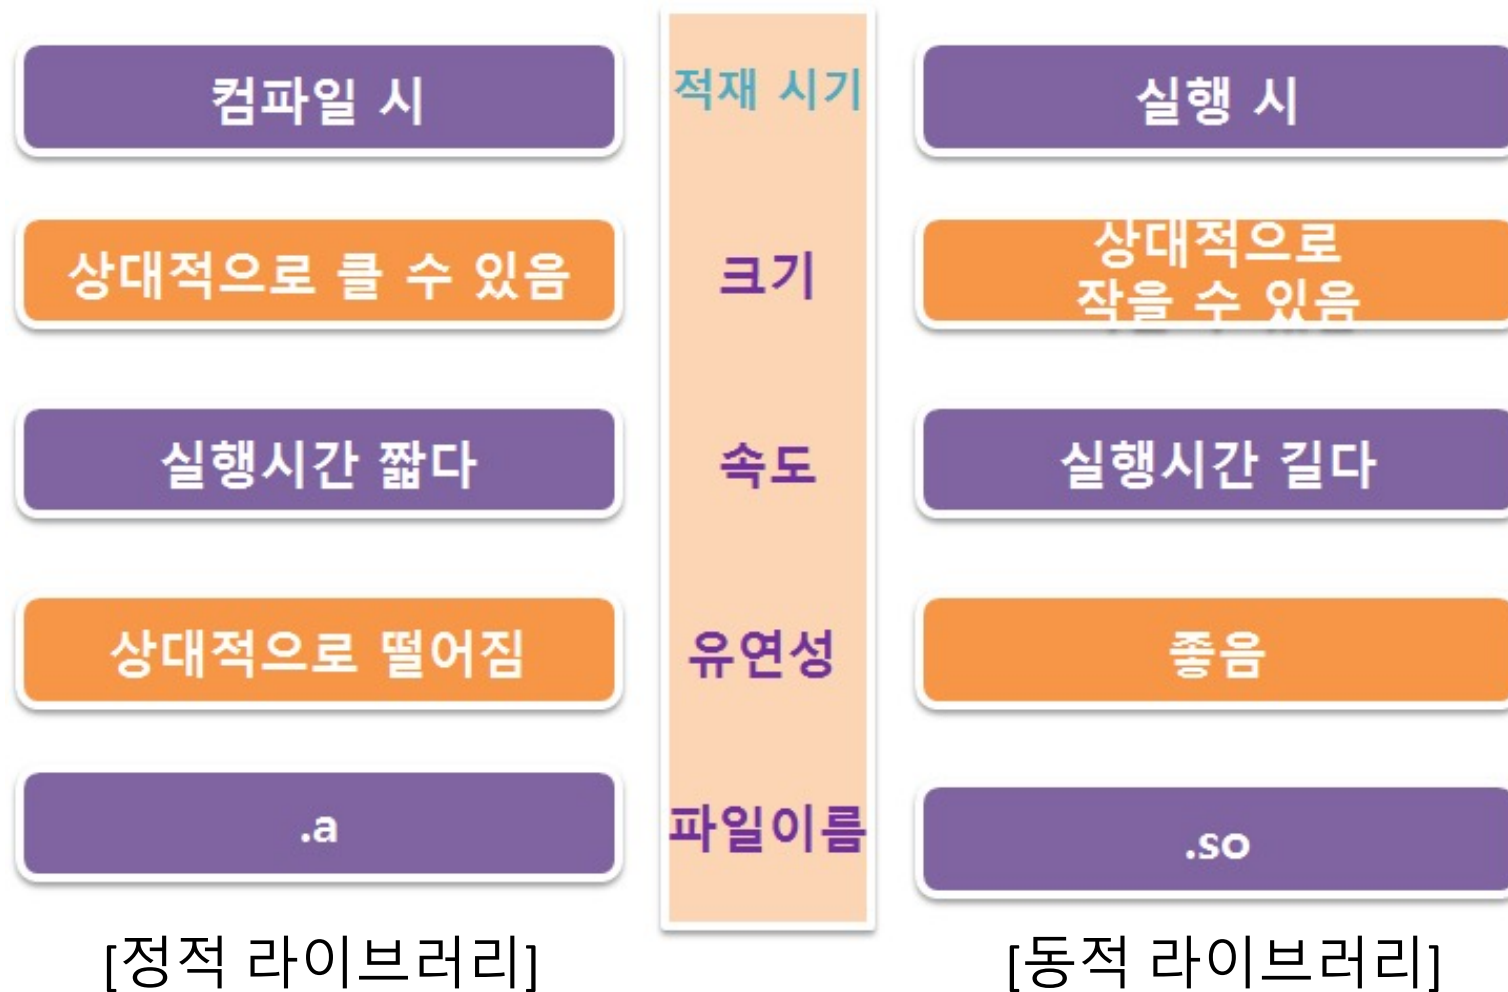 컴파일 시
적재 시기
실행 시
상대적으로 클 수 있음
크기
상대적으로
작을 수 있음
실행시간 짧다
속도
실행시간 길다
상대적으로 떨어짐
유연성
좋음
.a
파일이름
.so
[정적 라이브러리]
[동적 라이브러리]